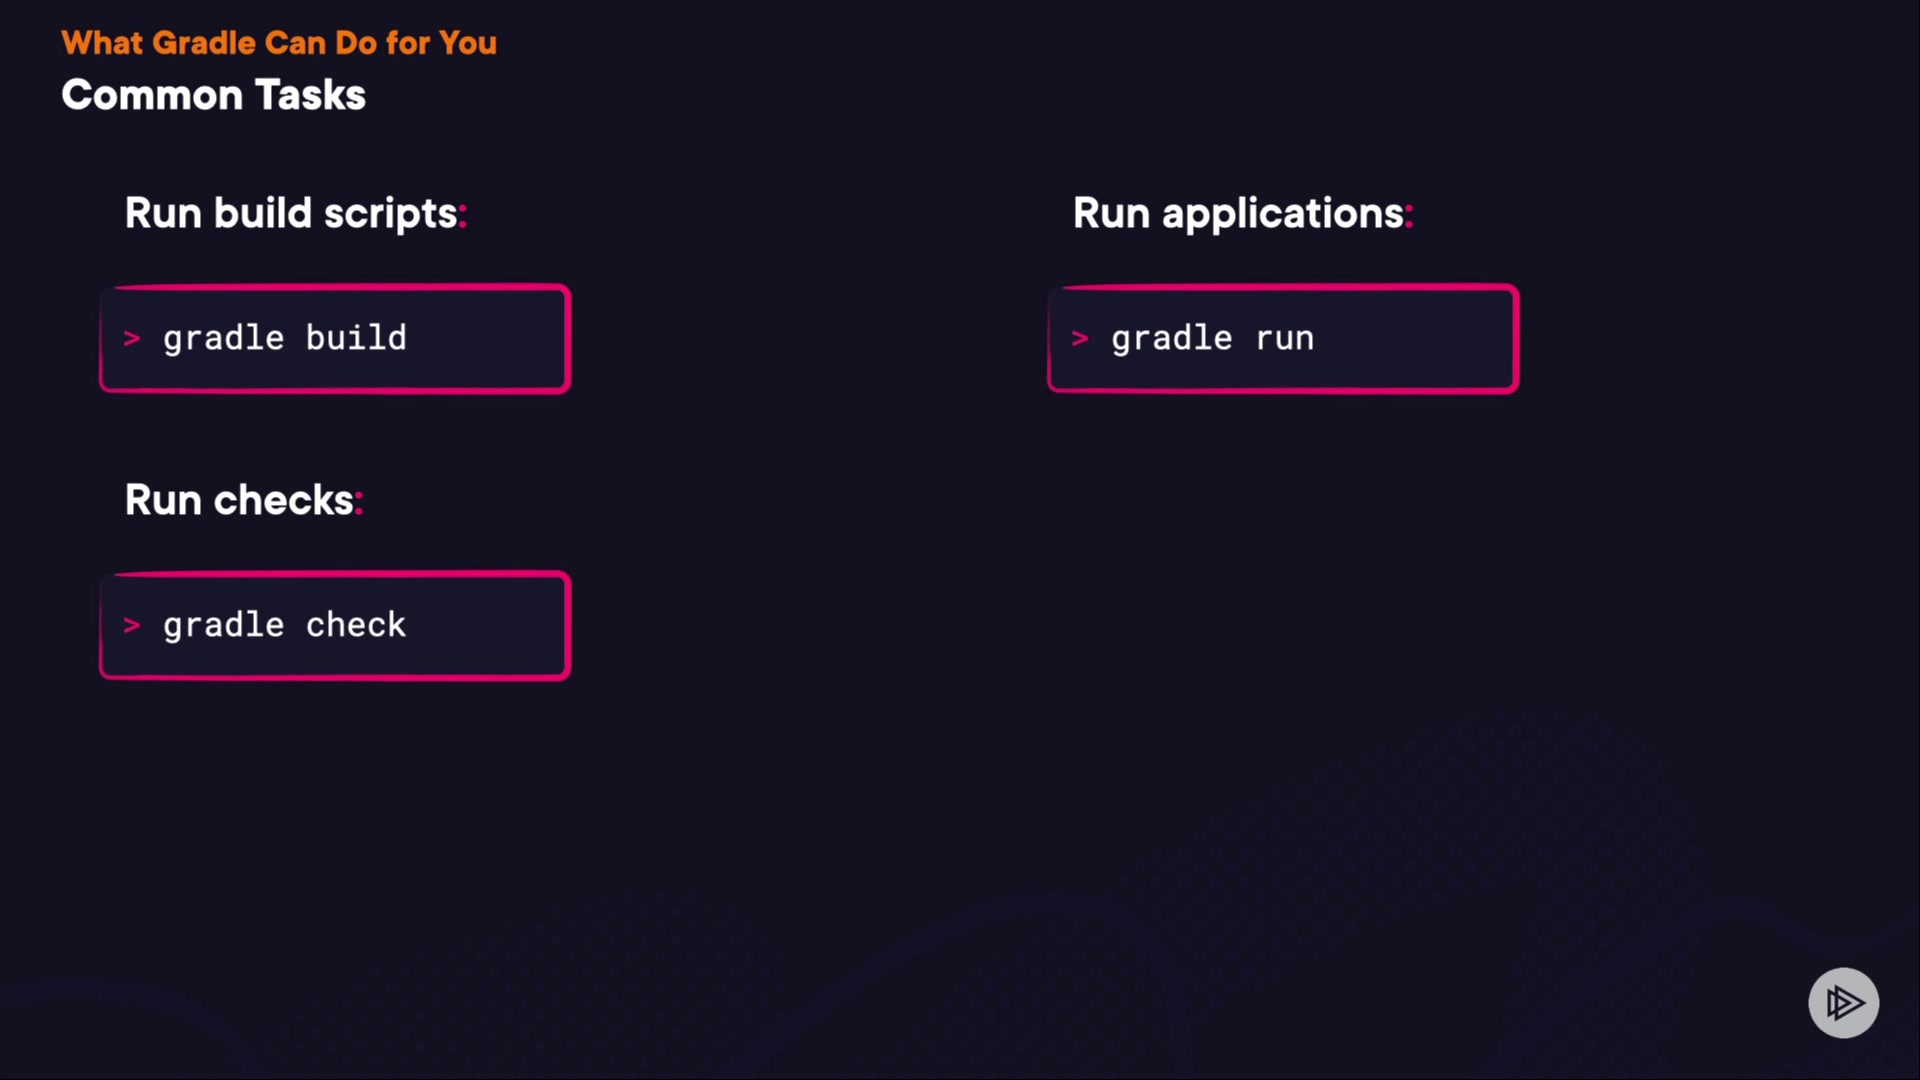 What Gradle Can Do for You
Common Tasks
Run build scripts:
> gradle build
Run applications:
> gradle run
Run checks:
> gradle check